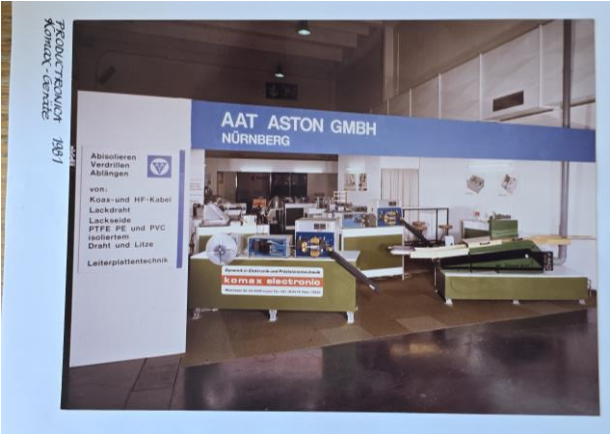 PRODUCTRONICA 1981
Komax-Geräte
AAT ASTON GMBH
NÜRNBERG
Abisolieren
Verdrillen
Ablängen
von:
Koax-und HF-Kabel
Lackdraht
Lackseide
PTFE PE und PVC
isoliertem
Draht und Litze
Leiterplattentechnik
komax electronic